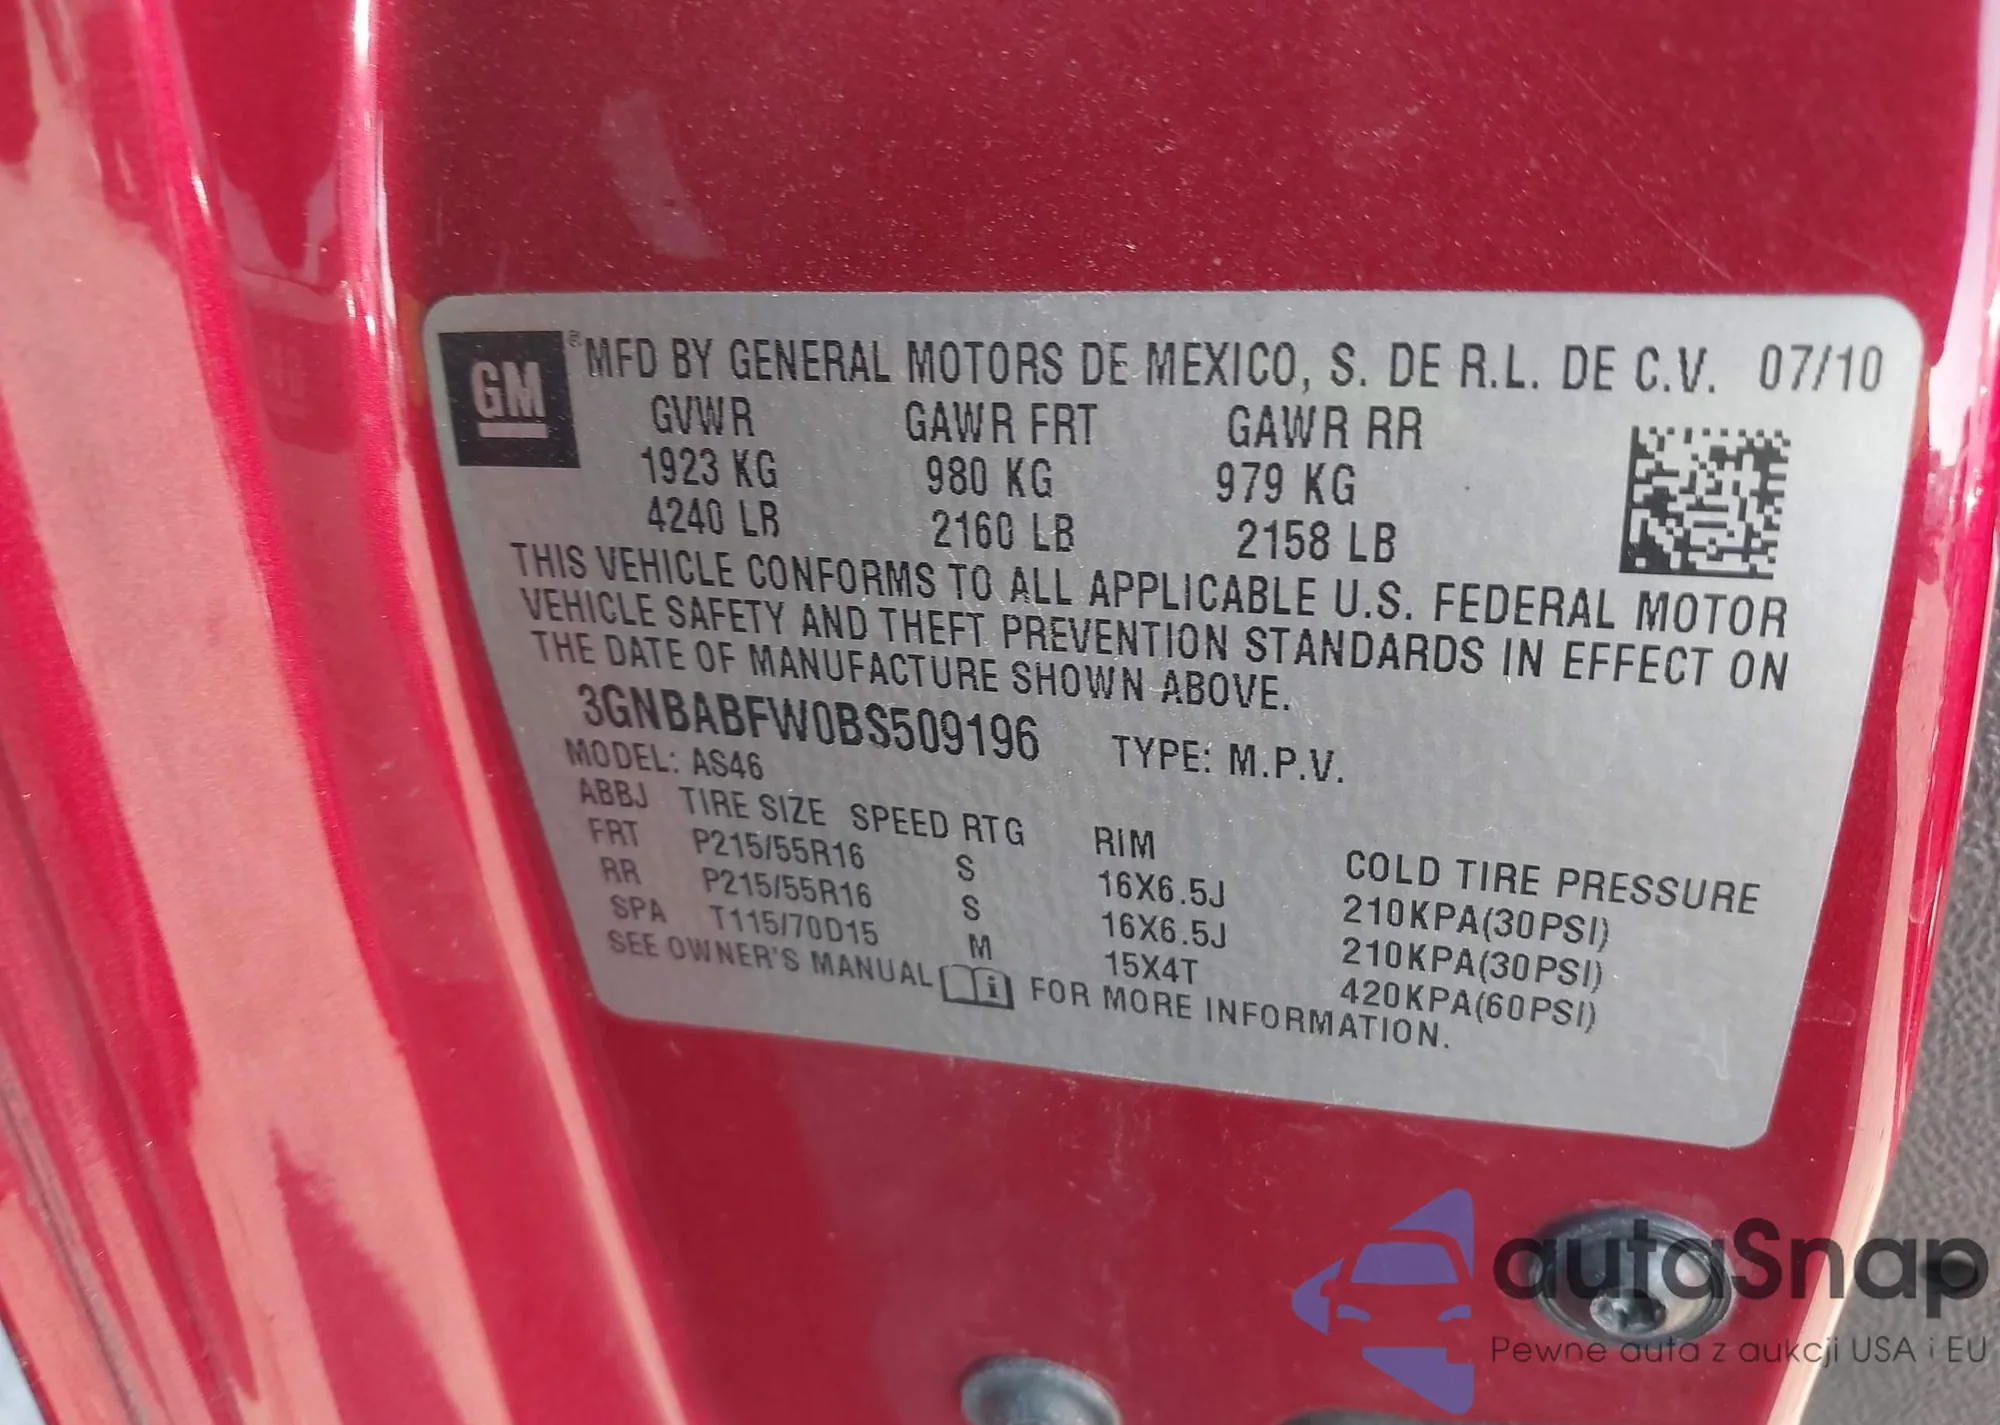 GM
® MFD BY GENERAL MOTORS DE MEXICO, S. DE R.L. DE C.V. 07/10
GVWR GAWR FRT GAWR RR
1923 KG 980 KG 979 KG
4240 LB 2160 LB 2158 LB
THIS VEHICLE CONFORMS TO ALL APPLICABLE U.S. FEDERAL MOTOR
VEHICLE SAFETY AND THEFT PREVENTION STANDARDS IN EFFECT ON
THE DATE OF MANUFACTURE SHOWN ABOVE.
3GNBABFW0BS509196 TYPE: M.P.V.
MODEL: AS46
ABBJ TIRE SIZE SPEED RTG RIM COLD TIRE PRESSURE
FRT P215/55R16 S 16X6.5J 210KPA(30PSI)
RR P215/55R16 S 16X6.5J 210KPA(30PSI)
SPA T115/70D15 M 15X4T 420KPA(60PSI)
SEE OWNER'S MANUAL i FOR MORE INFORMATION.
autaSnap
Pewne auta z aukcji USA i EU